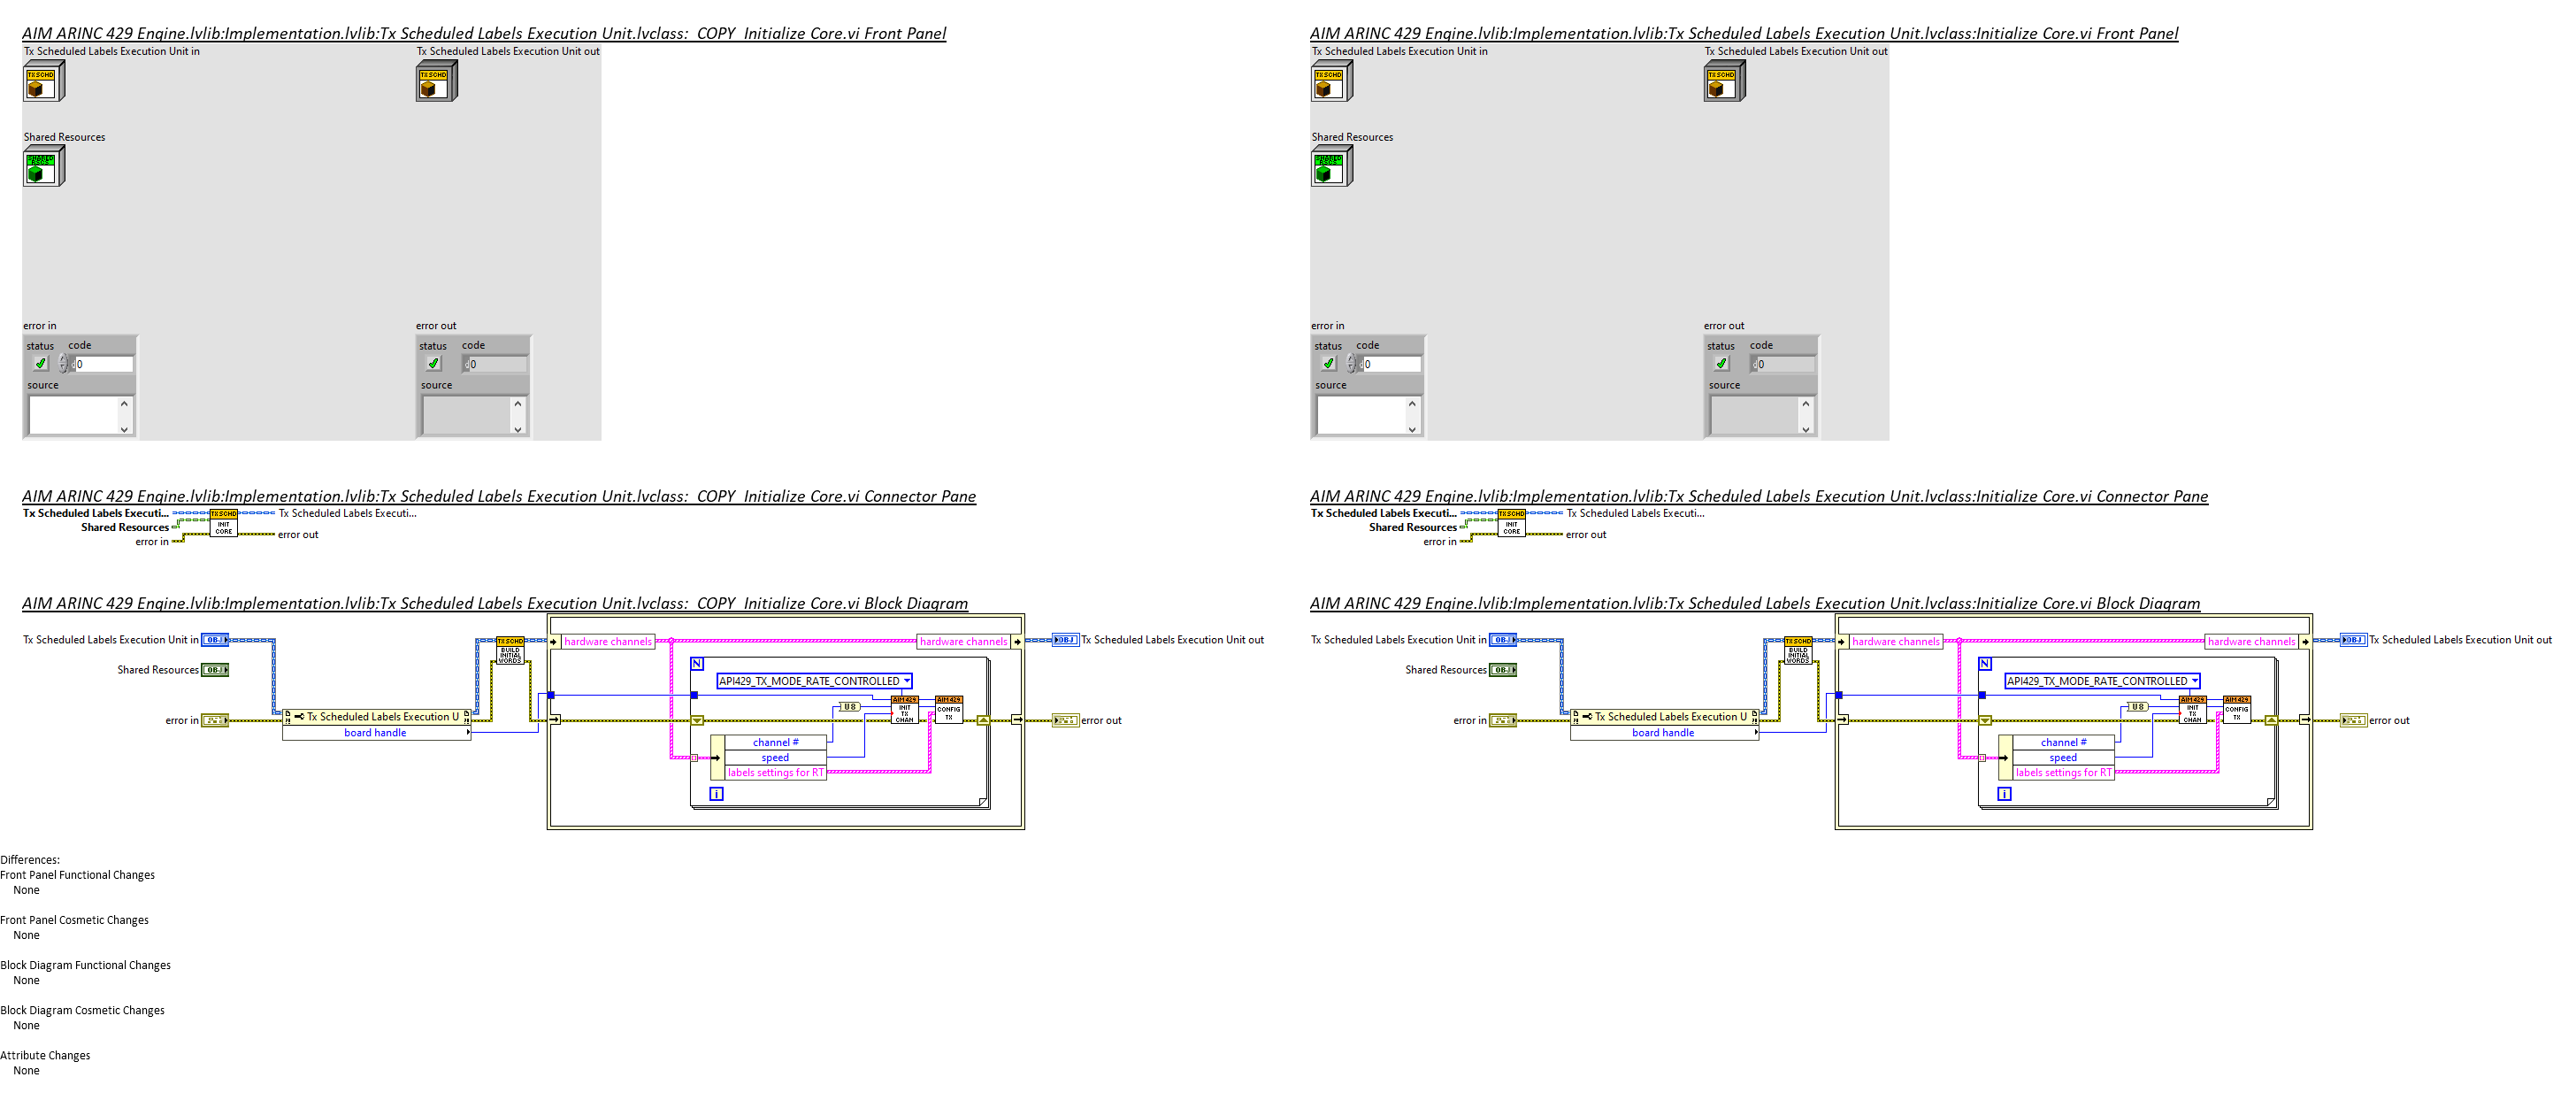 AIM ARINC 429 Engine.lvlib:Implementation.lvlib:Tx Scheduled Labels Execution Unit.lvclass:  COPY  Initialize Core.vi Front Panel
Tx Scheduled Labels Execution Unit in
Tx Scheduled Labels Execution Unit out
TX SCHD
TX SCHD
Shared Resources
error in
error out
status
code
status
code
0
0
source
source
AIM ARINC 429 Engine.lvlib:Implementation.lvlib:Tx Scheduled Labels Execution Unit.lvclass:  COPY  Initialize Core.vi Connector Pane
Tx Scheduled Labels Executi...
TX SCHD
Tx Scheduled Labels Executi...
Shared Resources
INIT
CORE
error in
error out
AIM ARINC 429 Engine.lvlib:Implementation.lvlib:Tx Scheduled Labels Execution Unit.lvclass:  COPY  Initialize Core.vi Block Diagram
Tx Scheduled Labels Execution Unit in
OBJ
TX SCHD
BUILD
INITIAL
WORDS
hardware channels
hardware channels
OBJ
Tx Scheduled Labels Execution Unit out
Shared Resources
OBJ
N
API429_TX_MODE_RATE_CONTROLLED
U8
AIM429
INIT
TX
CHAN
AIM429
CONFIG
TX
error in
Tx Scheduled Labels Execution U
board handle
error out
channel #
speed
labels settings for RT
i
AIM ARINC 429 Engine.lvlib:Implementation.lvlib:Tx Scheduled Labels Execution Unit.lvclass:Initialize Core.vi Front Panel
Tx Scheduled Labels Execution Unit in
Tx Scheduled Labels Execution Unit out
TX SCHD
TX SCHD
Shared Resources
error in
error out
status
code
status
code
0
0
source
source
AIM ARINC 429 Engine.lvlib:Implementation.lvlib:Tx Scheduled Labels Execution Unit.lvclass:Initialize Core.vi Connector Pane
Tx Scheduled Labels Executi...
TX SCHD
Tx Scheduled Labels Executi...
Shared Resources
INIT
CORE
error in
error out
AIM ARINC 429 Engine.lvlib:Implementation.lvlib:Tx Scheduled Labels Execution Unit.lvclass:Initialize Core.vi Block Diagram
Tx Scheduled Labels Execution Unit in
OBJ
TX SCHD
BUILD
INITIAL
WORDS
hardware channels
hardware channels
OBJ
Tx Scheduled Labels Execution Unit out
Shared Resources
OBJ
N
API429_TX_MODE_RATE_CONTROLLED
U8
AIM429
INIT
TX
CHAN
AIM429
CONFIG
TX
error in
Tx Scheduled Labels Execution U
board handle
error out
channel #
speed
labels settings for RT
i
Differences:
Front Panel Functional Changes
None
Front Panel Cosmetic Changes
None
Block Diagram Functional Changes
None
Block Diagram Cosmetic Changes
None
Attribute Changes
None